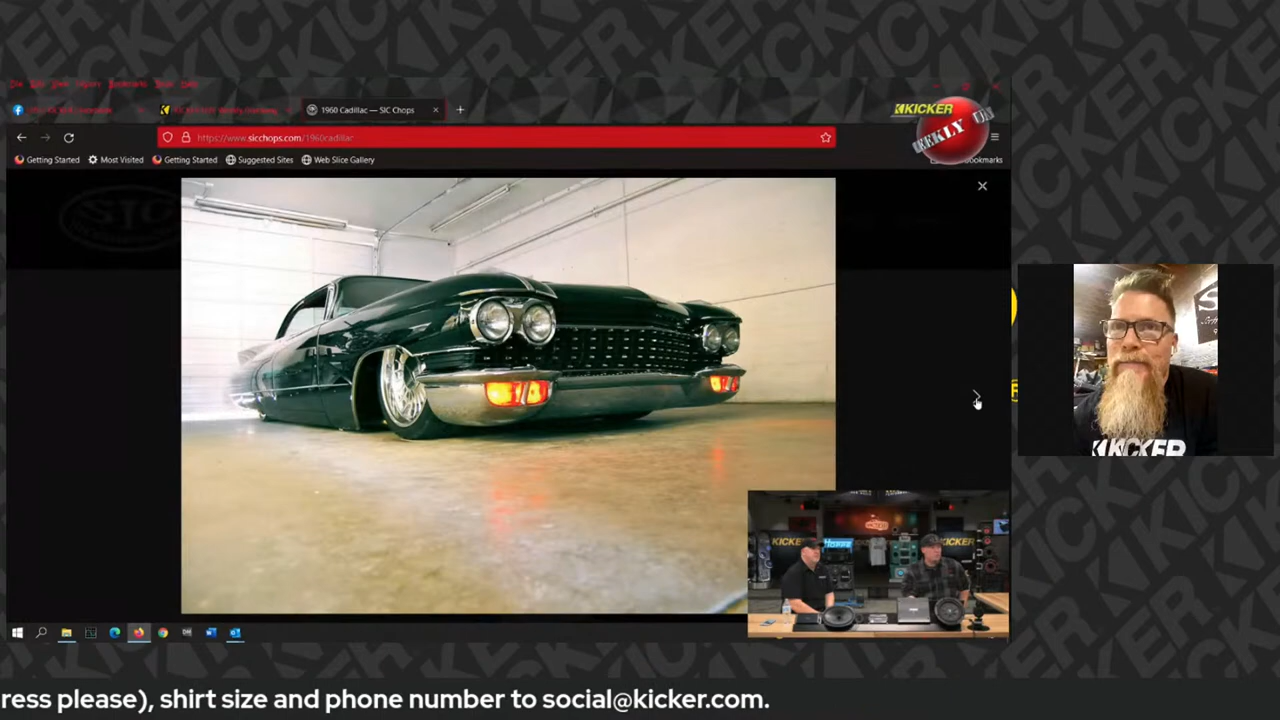 KICKER
WEEKLY
1960 Cadillac — SIC Chops
https://www.sicchops.com/1960cadillac
Getting Started Most Visited Getting Started Suggested Sites Web Slice Gallery
SIC
KICKER
KICKER
KICKER
ress please), shirt size and phone number to social@kicker.com.